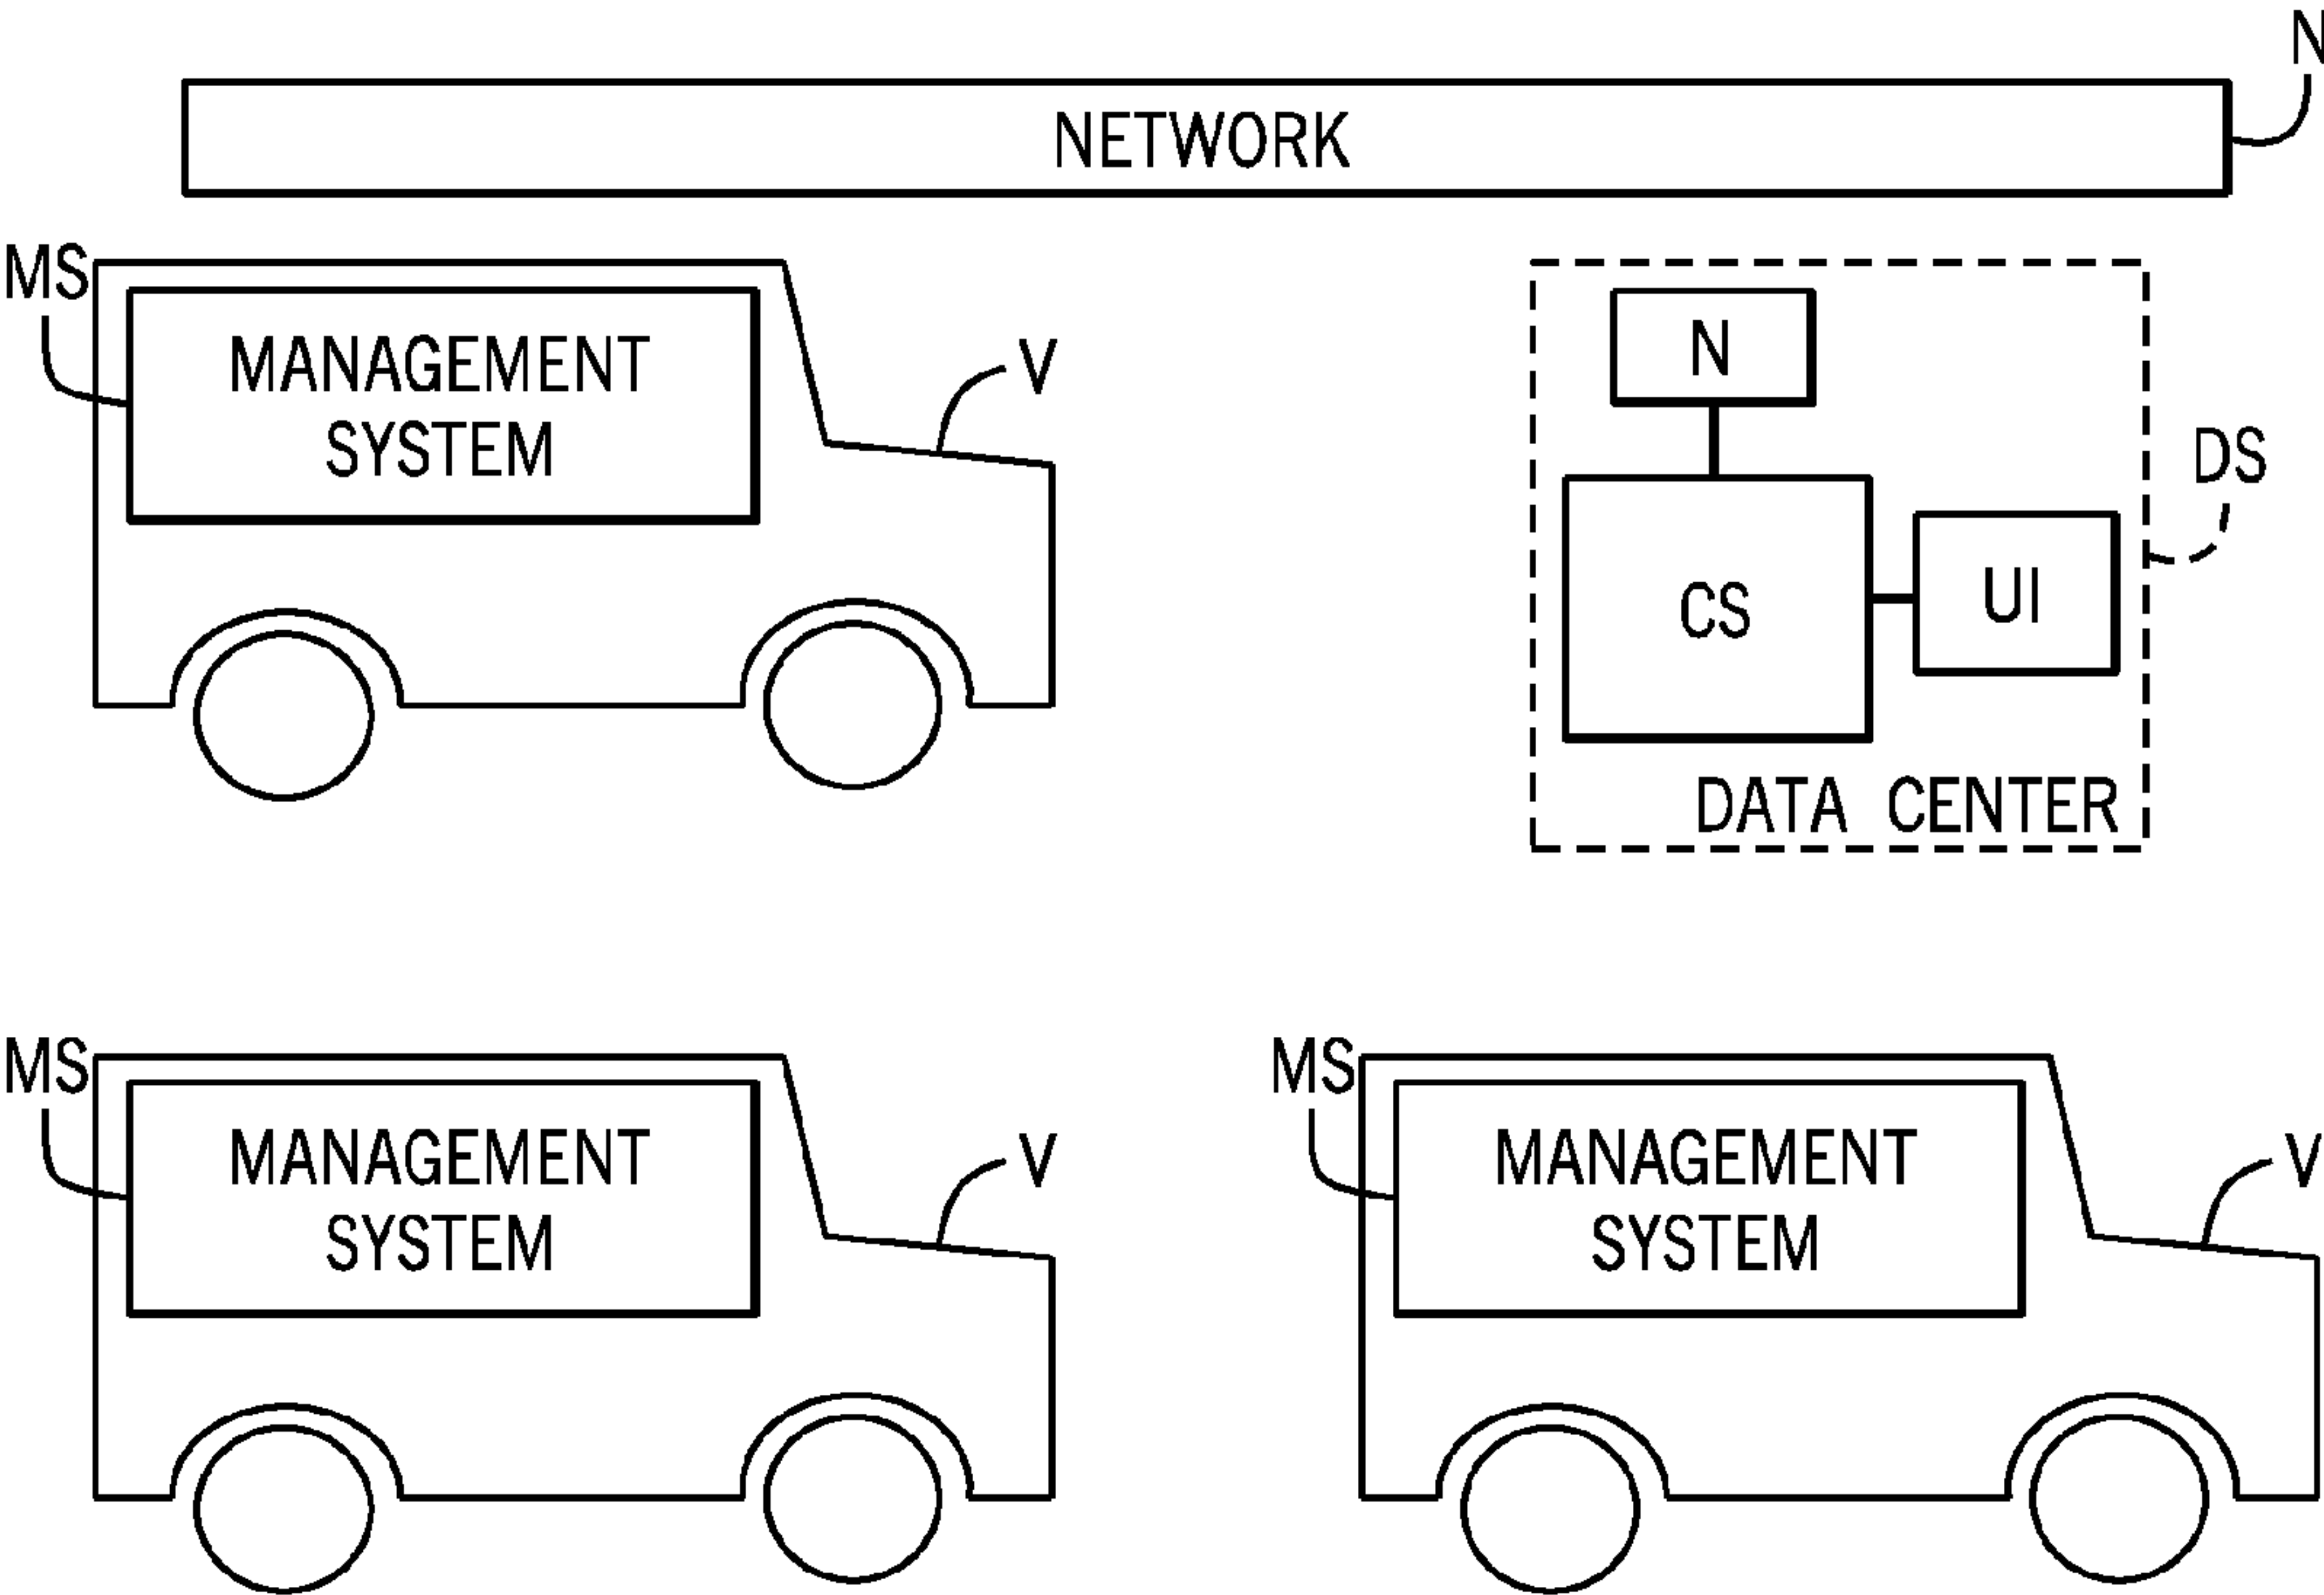 N
NETWORK
MS
MANAGEMENT
SYSTEM
V
N
DS
CS
UI
DATA CENTER
MS
MANAGEMENT
SYSTEM
V
MS
MANAGEMENT
SYSTEM
V